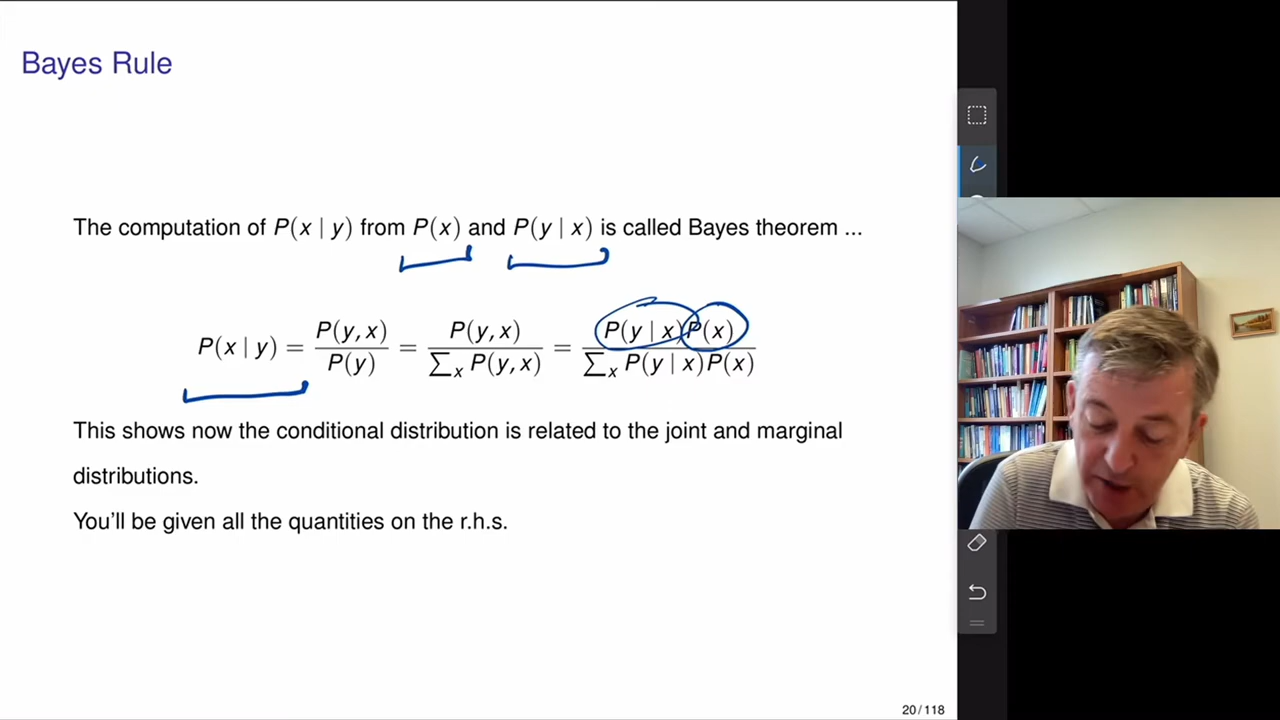 Bayes Rule
The computation of P(x | y) from P(x) and P(y | x) is called Bayes theorem ...
P(x | y) = P(y, x) / P(y) = P(y, x) / ∑x P(y, x) = P(y | x)P(x) / ∑x P(y | x)P(x)
This shows now the conditional distribution is related to the joint and marginal
distributions.
You'll be given all the quantities on the r.h.s.
20 / 118